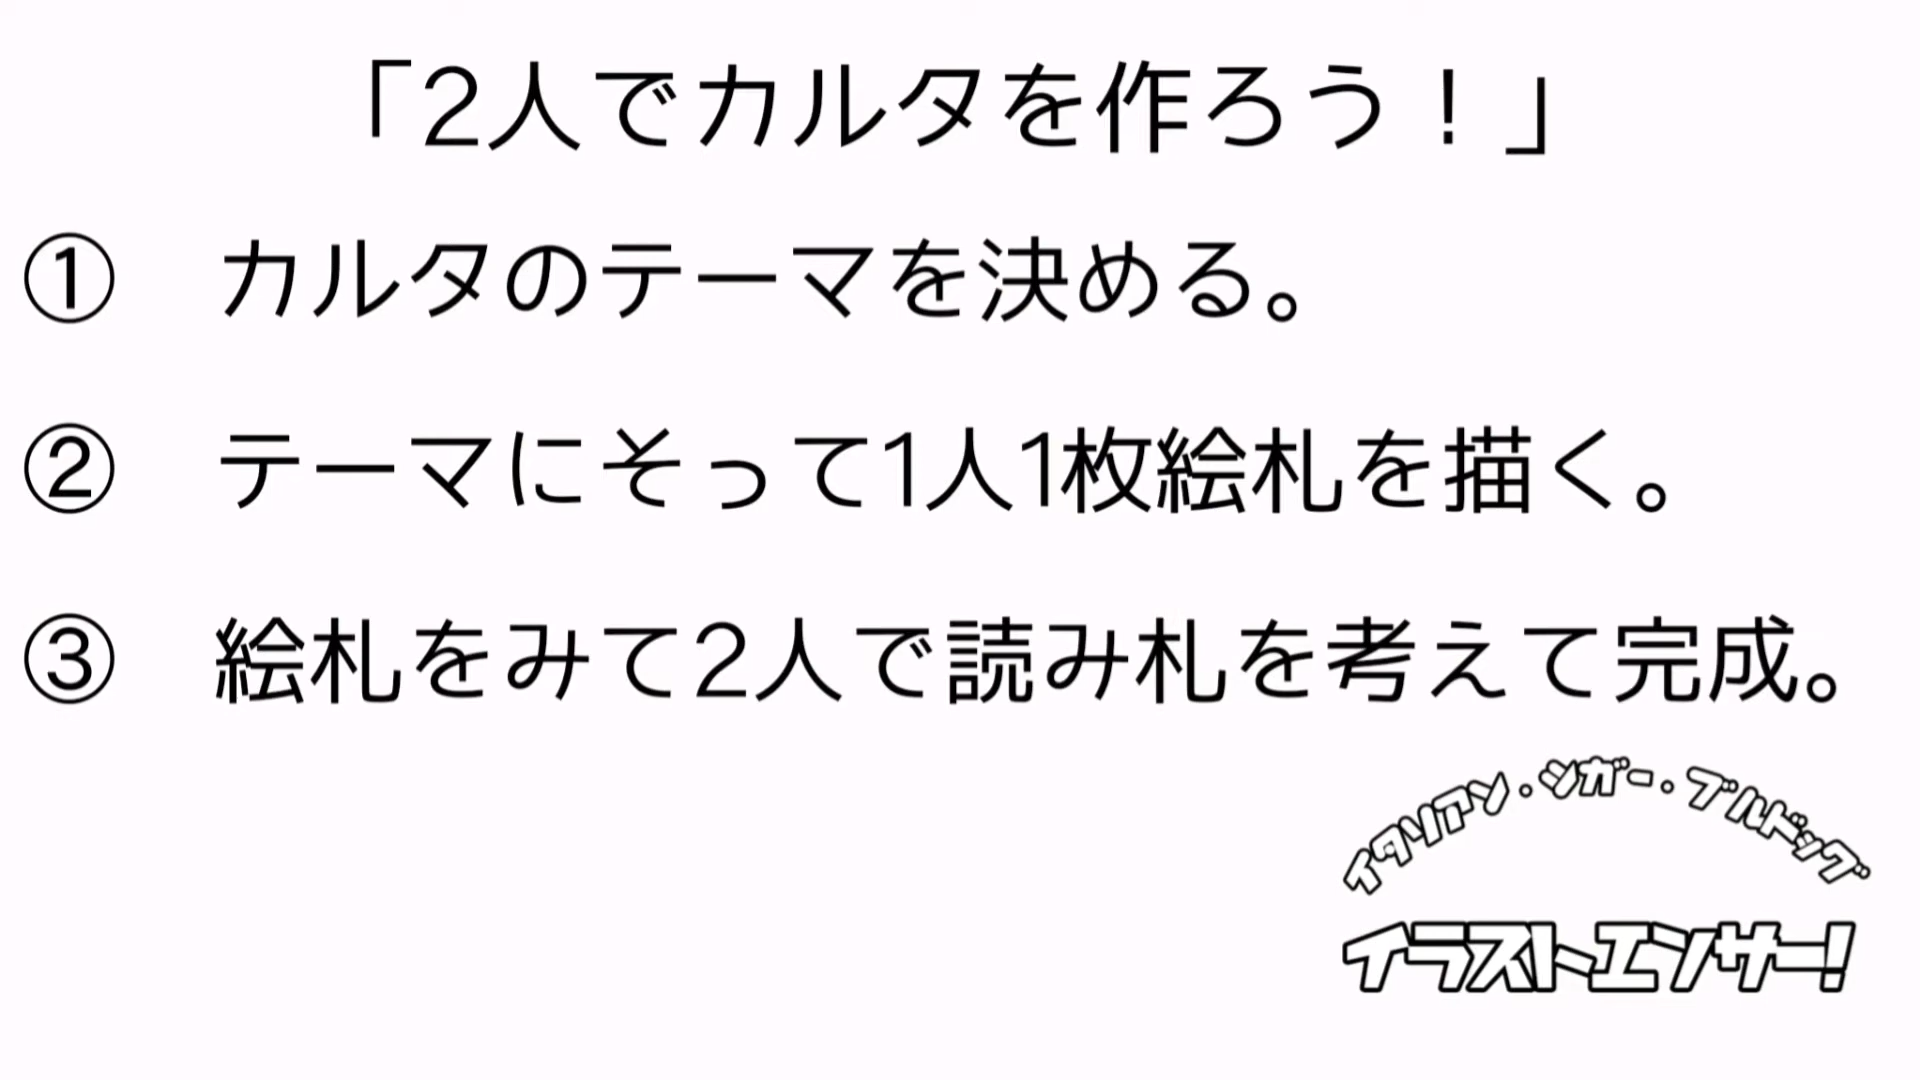 「2人でカルタを作ろう！」
① カルタのテーマを決める。
② テーマにそって1人1枚絵札を描く。
③ 絵札をみて2人で読み札を考えて完成。
イタリアン・シガー・ブルドッグ
イラストエンサー!